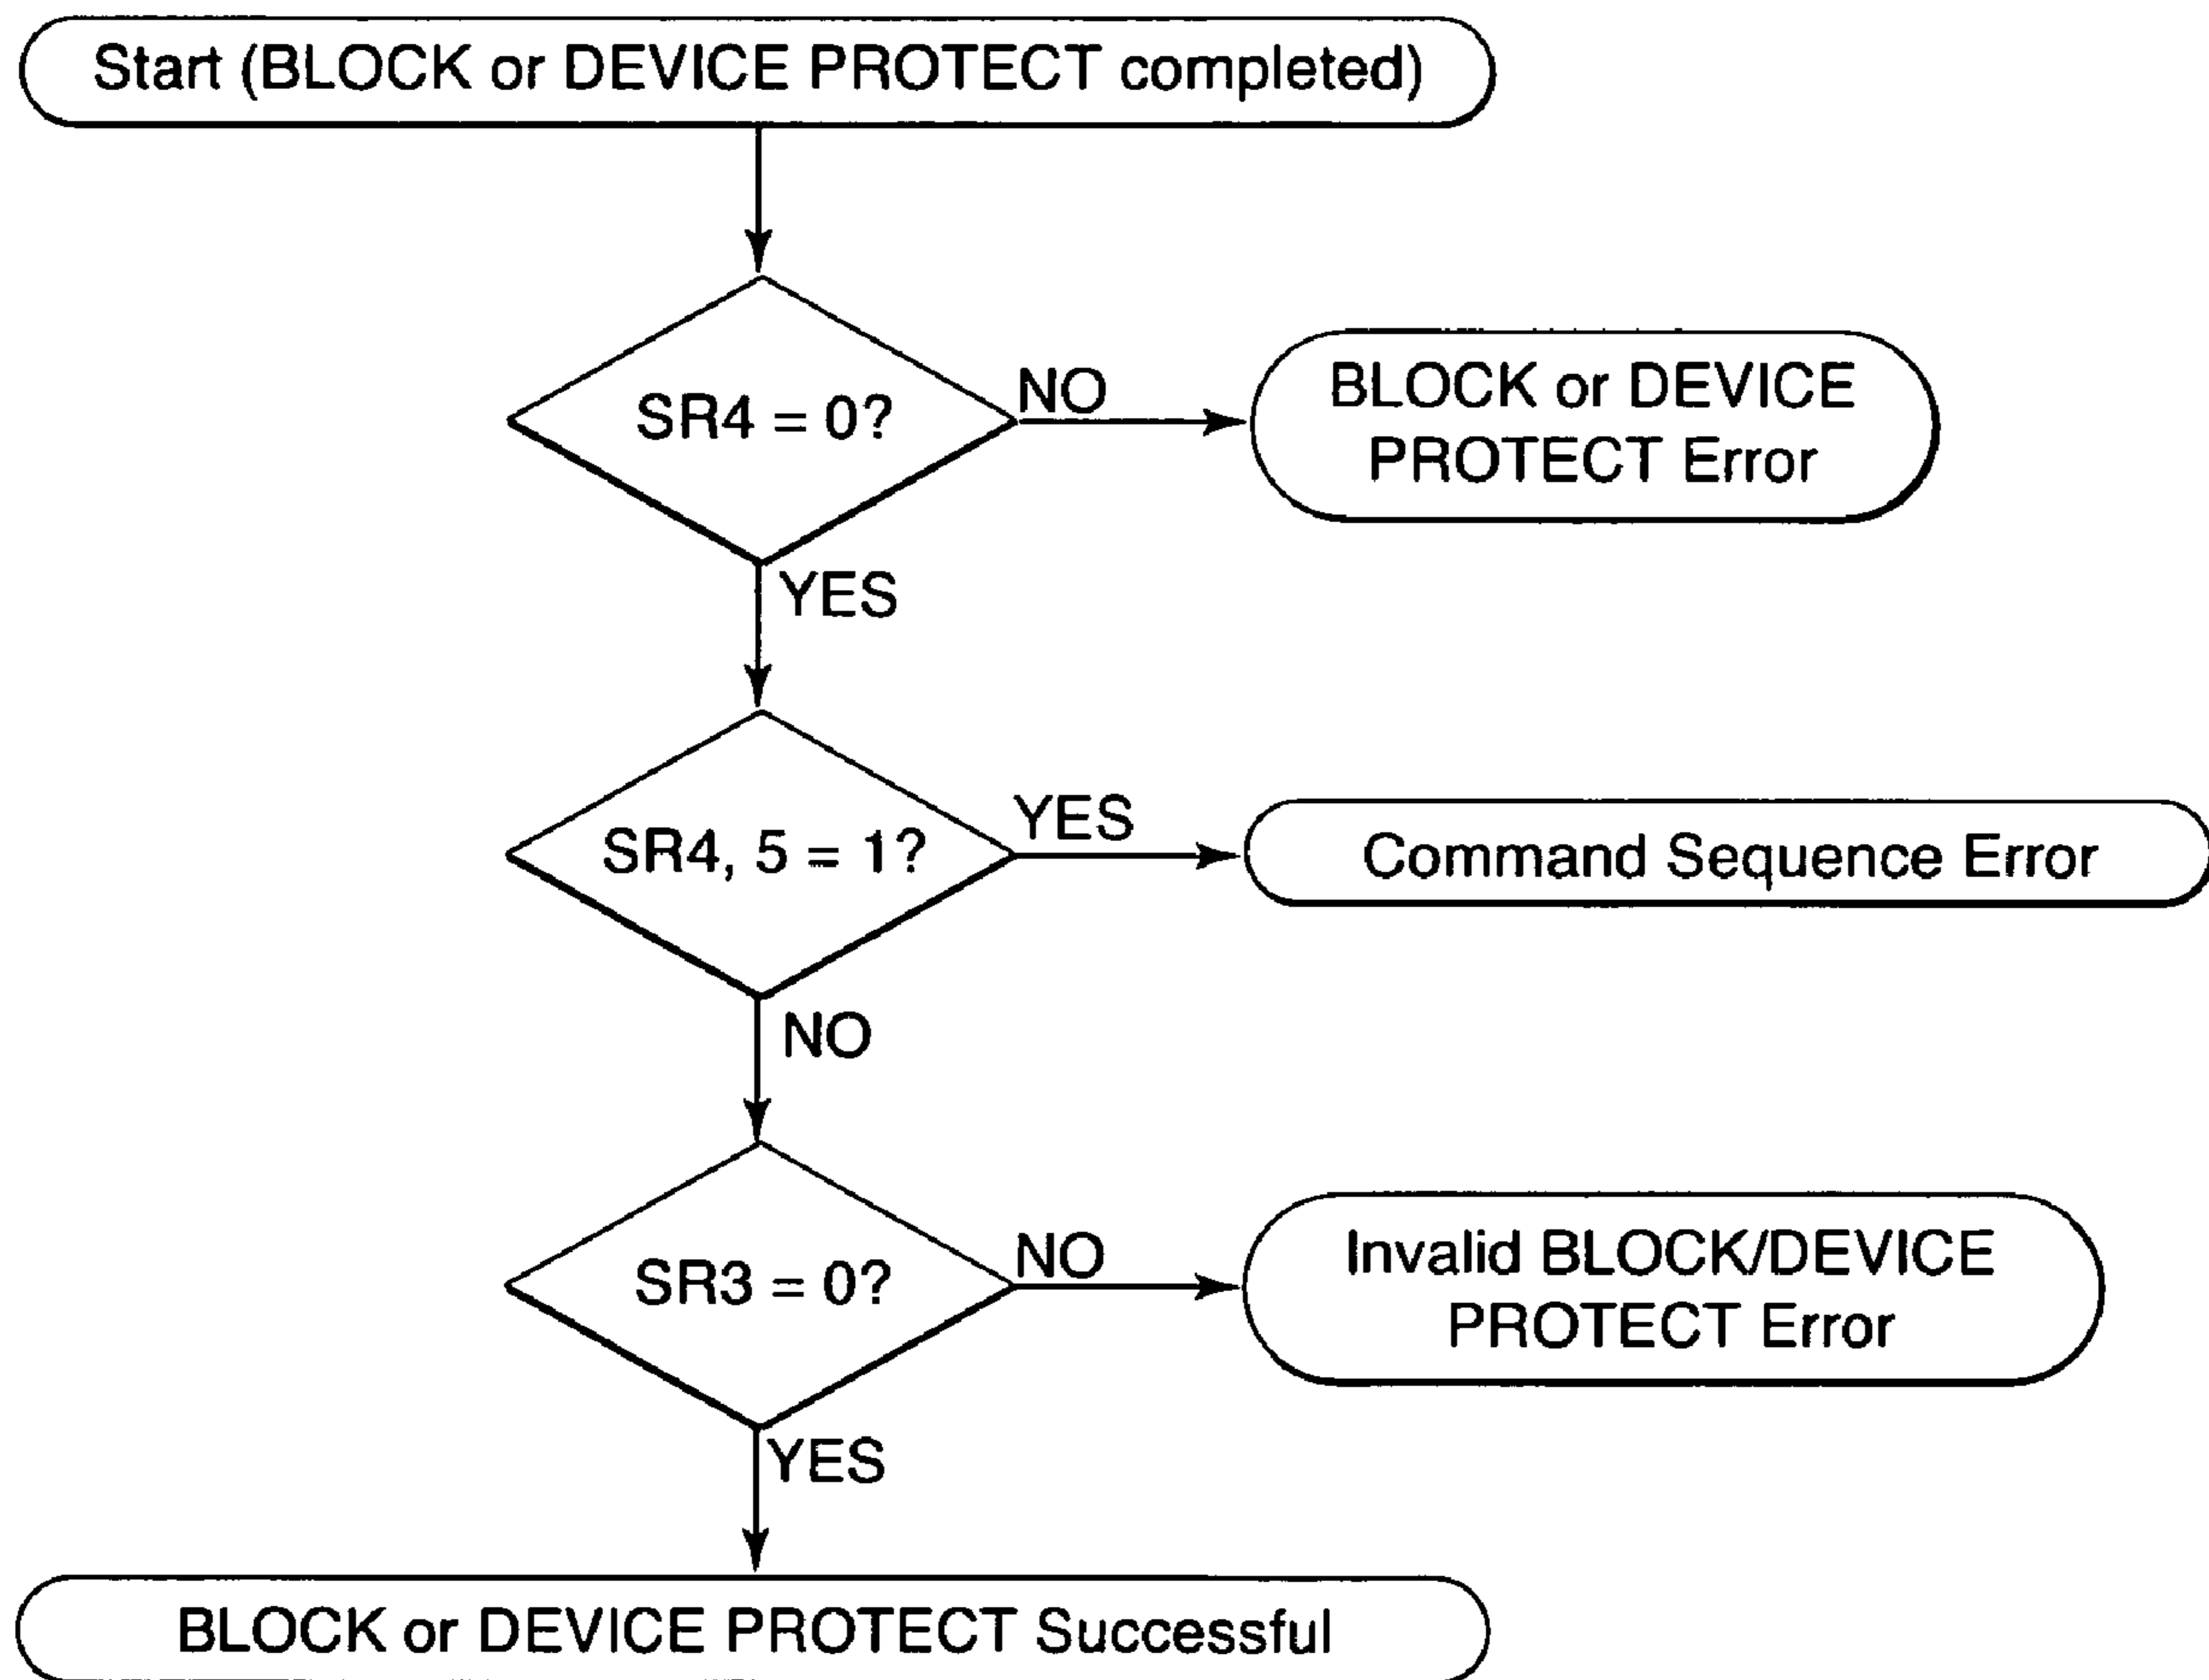 Start (BLOCK or DEVICE PROTECT completed)
SR4 = 0?
NO
BLOCK or DEVICE
PROTECT Error
YES
SR4, 5 = 1?
YES
Command Sequence Error
NO
SR3 = 0?
NO
Invalid BLOCK/DEVICE
PROTECT Error
YES
BLOCK or DEVICE PROTECT Successful